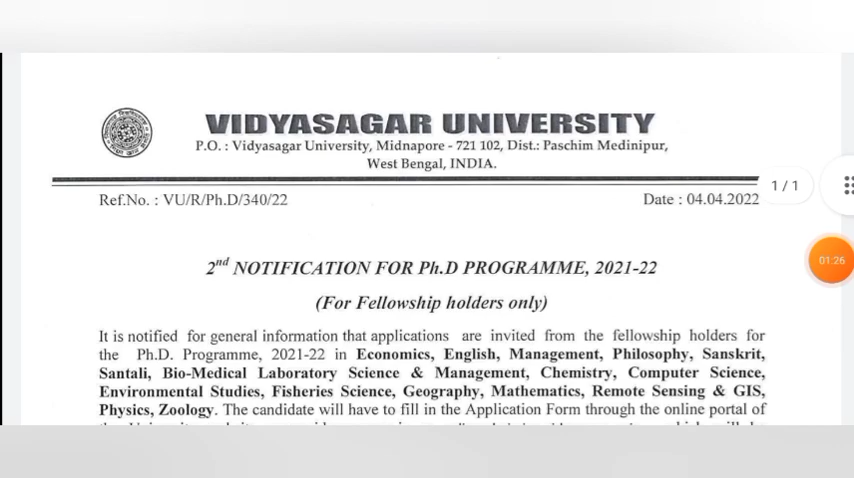 VIDYASAGAR UNIVERSITY
P.O. : Vidyasagar University, Midnapore - 721 102, Dist.: Paschim Medinipur,
West Bengal, INDIA.
Ref.No. : VU/R/Ph.D/340/22
Date : 04.04.2022
1 / 1
01:26
2nd NOTIFICATION FOR Ph.D PROGRAMME, 2021-22
(For Fellowship holders only)
It is notified for general information that applications are invited from the fellowship holders for
the Ph.D. Programme, 2021-22 in Economics, English, Management, Philosophy, Sanskrit,
Santali, Bio-Medical Laboratory Science & Management, Chemistry, Computer Science,
Environmental Studies, Fisheries Science, Geography, Mathematics, Remote Sensing & GIS,
Physics, Zoology. The candidate will have to fill in the Application Form through the online portal of